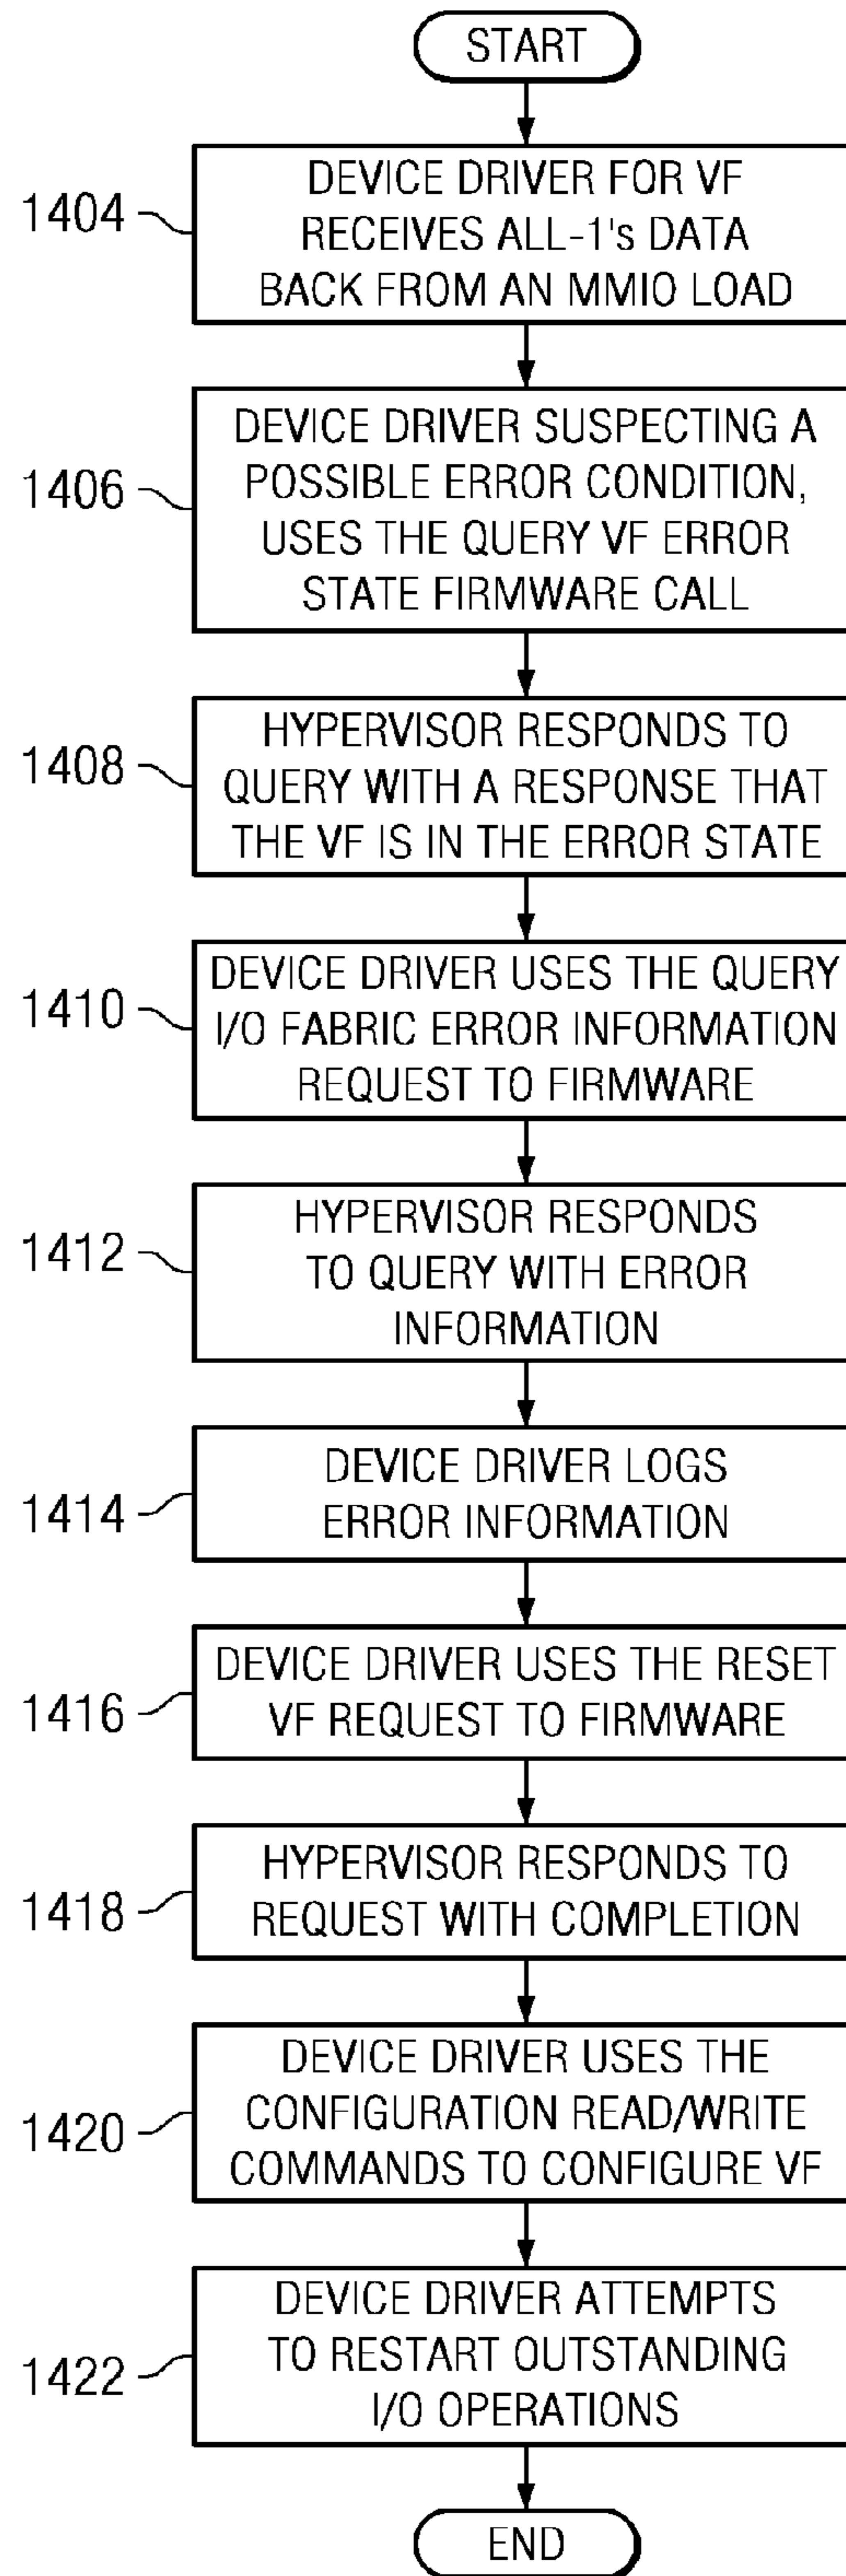 START
1404
DEVICE DRIVER FOR VF
RECEIVES ALL-1's DATA
BACK FROM AN MMIO LOAD
1406
DEVICE DRIVER SUSPECTING A
POSSIBLE ERROR CONDITION,
USES THE QUERY VF ERROR
STATE FIRMWARE CALL
1408
HYPERVISOR RESPONDS TO
QUERY WITH A RESPONSE THAT
THE VF IS IN THE ERROR STATE
1410
DEVICE DRIVER USES THE QUERY
I/O FABRIC ERROR INFORMATION
REQUEST TO FIRMWARE
1412
HYPERVISOR RESPONDS
TO QUERY WITH ERROR
INFORMATION
1414
DEVICE DRIVER LOGS
ERROR INFORMATION
1416
DEVICE DRIVER USES THE RESET
VF REQUEST TO FIRMWARE
1418
HYPERVISOR RESPONDS TO
REQUEST WITH COMPLETION
1420
DEVICE DRIVER USES THE
CONFIGURATION READ/WRITE
COMMANDS TO CONFIGURE VF
1422
DEVICE DRIVER ATTEMPTS
TO RESTART OUTSTANDING
I/O OPERATIONS
END